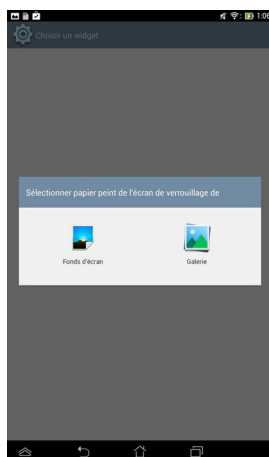 1:06
Choisir un widget
Sélectionner papier peint de l'écran de verrouillage de
Fonds d'écran
Galerie